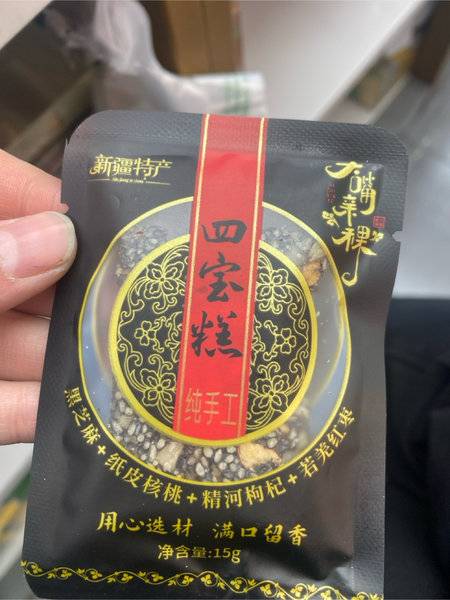 新疆特产
嘴亲裸
四宝糕
纯手工
黑芝麻+纸皮核桃+精河枸杞+若羌红枣
用心选材 满口留香
净含量:15g